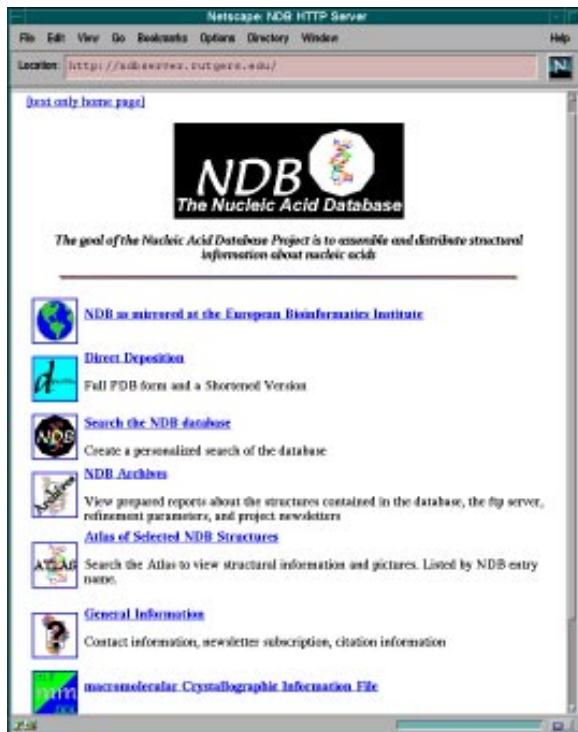 Netscape: NDB HTTP Server
File Edit View Go Bookmarks Options Directory Window Help
Location: http://ndbserver.rutgers.edu/
N
[text only home page]
NDB
The Nucleic Acid Database
The goal of the Nucleic Acid Database Project is to assemble and distribute structural
information about nucleic acids
NDB as mirrored at the European Bioinformatics Institute
Direct Deposition
Full PDB form and a Shortened Version
NDB
Search the NDB database
Create a personalized search of the database
Archives
NDB Archives
View prepared reports about the structures contained in the database, the ftp server,
refinement parameters, and project newsletters
Atlas of Selected NDB Structures
ATLAS
Search the Atlas to view structural information and pictures. Listed by NDB entry
name.
?
General Information
Contact information, newsletter subscription, citation information
mm
macromolecular Crystallographic Information File